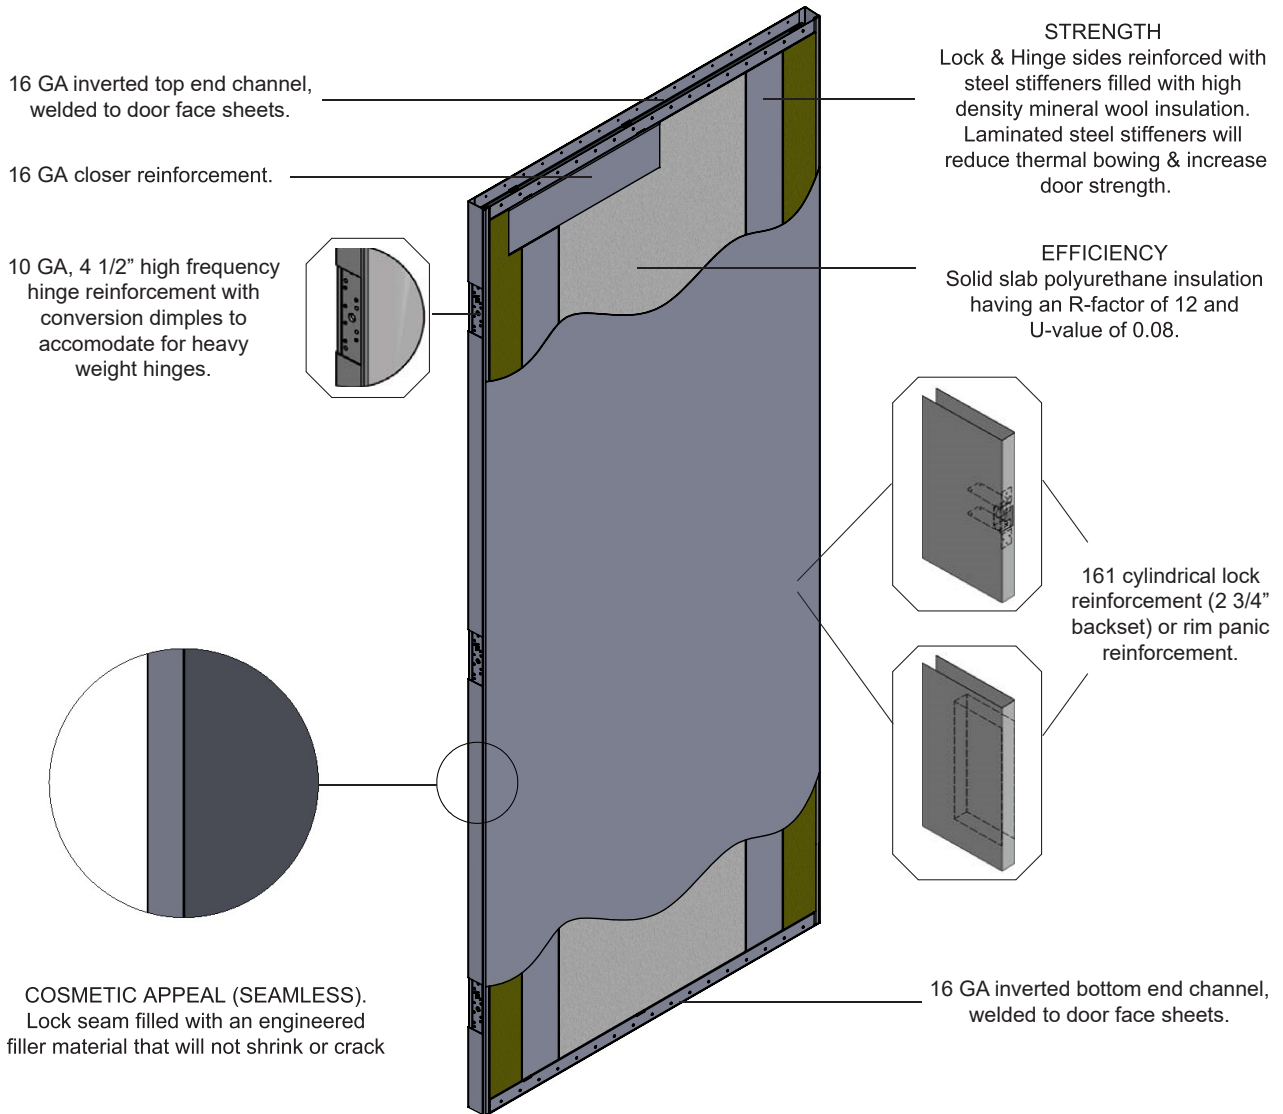 16 GA inverted top end channel,
welded to door face sheets.
16 GA closer reinforcement.
10 GA, 4 1/2” high frequency
hinge reinforcement with
conversion dimples to
accomodate for heavy
weight hinges.
STRENGTH
Lock & Hinge sides reinforced with
steel stiffeners filled with high
density mineral wool insulation.
Laminated steel stiffeners will
reduce thermal bowing & increase
door strength.
EFFICIENCY
Solid slab polyurethane insulation
having an R-factor of 12 and
U-value of 0.08.
161 cylindrical lock
reinforcement (2 3/4”
backset) or rim panic
reinforcement.
COSMETIC APPEAL (SEAMLESS).
Lock seam filled with an engineered
filler material that will not shrink or crack
16 GA inverted bottom end channel,
welded to door face sheets.